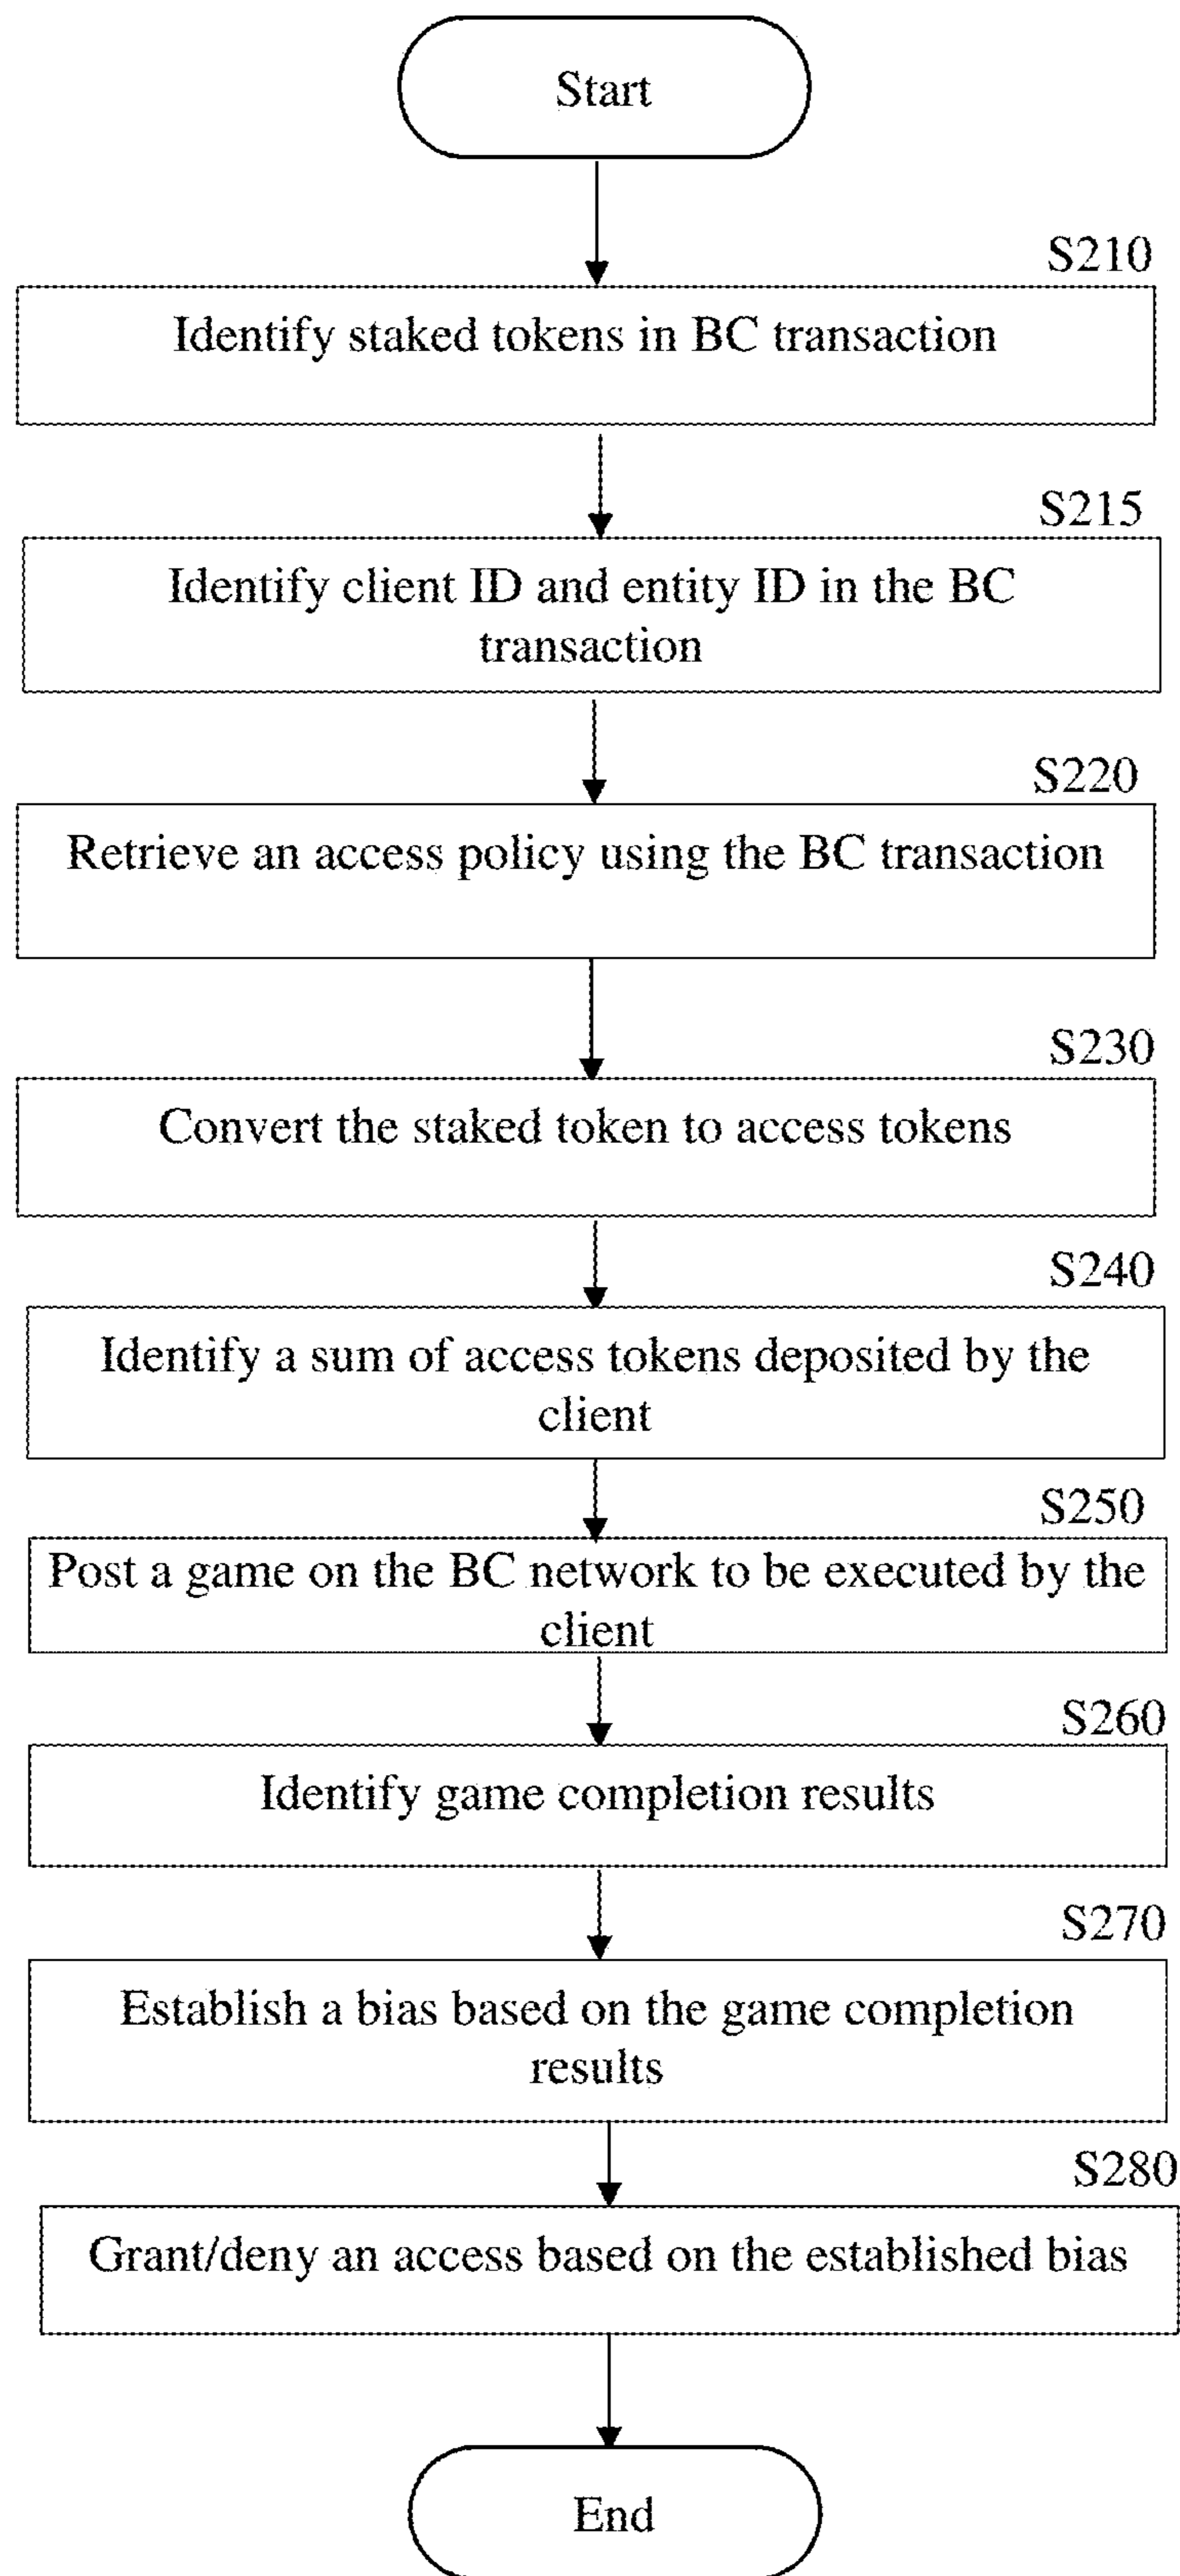 Start
S210
Identify staked tokens in BC transaction
S215
Identify client ID and entity ID in the BC
transaction
S220
Retrieve an access policy using the BC transaction
S230
Convert the staked token to access tokens
S240
Identify a sum of access tokens deposited by the
client
S250
Post a game on the BC network to be executed by the
client
S260
Identify game completion results
S270
Establish a bias based on the game completion
results
S280
Grant/deny an access based on the established bias
End